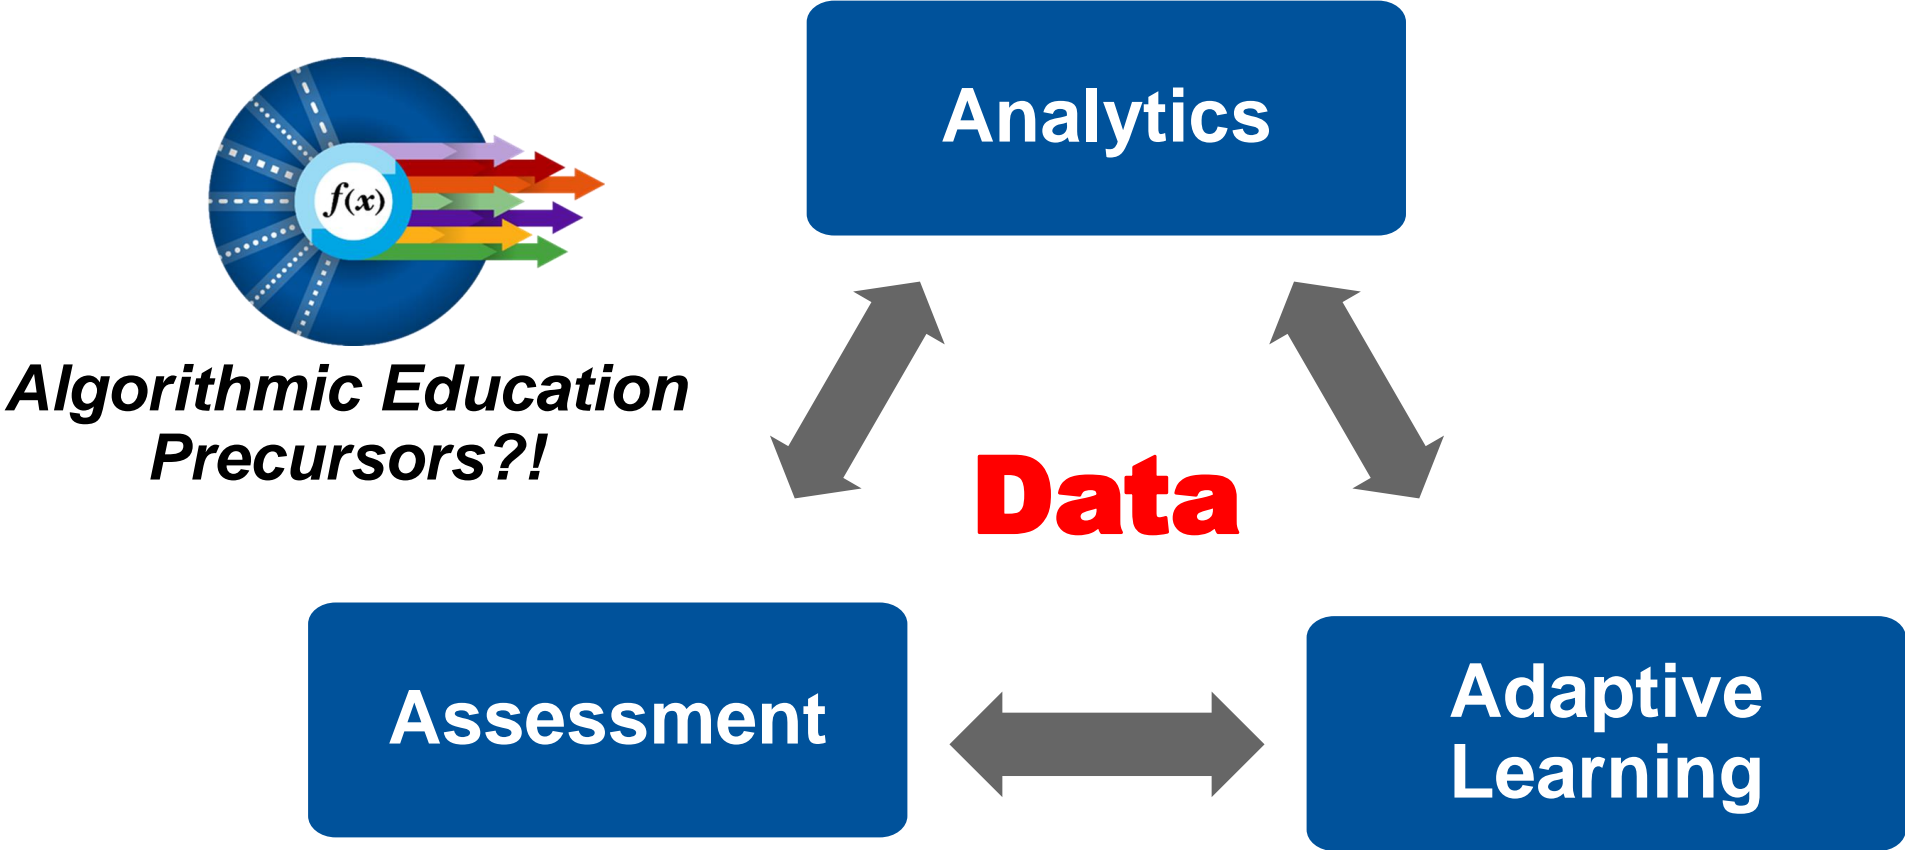 Analytics
f(x)
Algorithmic Education
Precursors?!
Data
Assessment
Adaptive
Learning